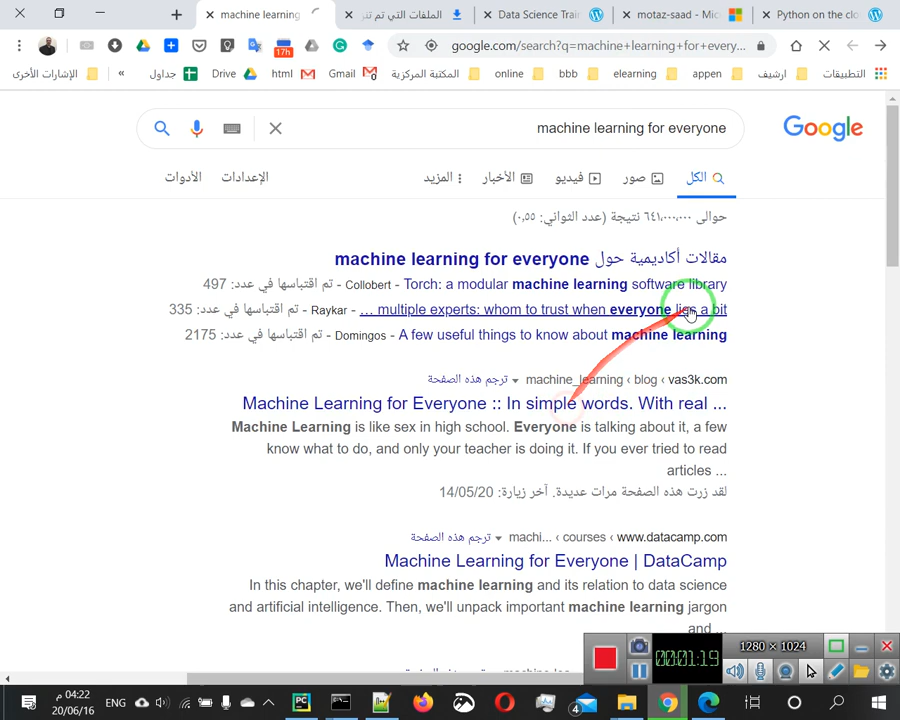 machine learning
الملفات التي تم تنز
Data Science Train
motaz-saad - Micr
Python on the clo
google.com/search?q=machine+learning+for+every...
17h
الإشارات الأخرى
»
جداول
Drive
html
Gmail
المكتبة المركزية
online
bbb
elearning
appen
ارشيف
التطبيقات
machine learning for everyone
Google
الكل
صور
فيديو
الأخبار
المزيد
الإعدادات
الأدوات
حوالى ٦٤١,٠٠٠,٠٠٠ نتيجة (عدد الثواني: ٠,٥٥)
مقالات أكاديمية حول machine learning for everyone
Torch: a modular machine learning software library - Collobert - تم اقتباسها في عدد: 497
... multiple experts: whom to trust when everyone lies a bit - Raykar - تم اقتباسها في عدد: 335
A few useful things to know about machine learning - Domingos - تم اقتباسها في عدد: 2175
vas3k.com › blog › machine_learning ترجم هذه الصفحة
Machine Learning for Everyone :: In simple words. With real ...
Machine Learning is like sex in high school. Everyone is talking about it, a few
know what to do, and only your teacher is doing it. If you ever tried to read
articles ...
لقد زرت هذه الصفحة مرات عديدة. آخر زيارة: 14/05/20
www.datacamp.com › courses › machi... ترجم هذه الصفحة
Machine Learning for Everyone | DataCamp
In this chapter, we'll define machine learning and its relation to data science
and artificial intelligence. Then, we'll unpack important machine learning jargon
and ...
1280 × 1024
00:01:19
04:22 م
20/06/16
ENG
PC
4